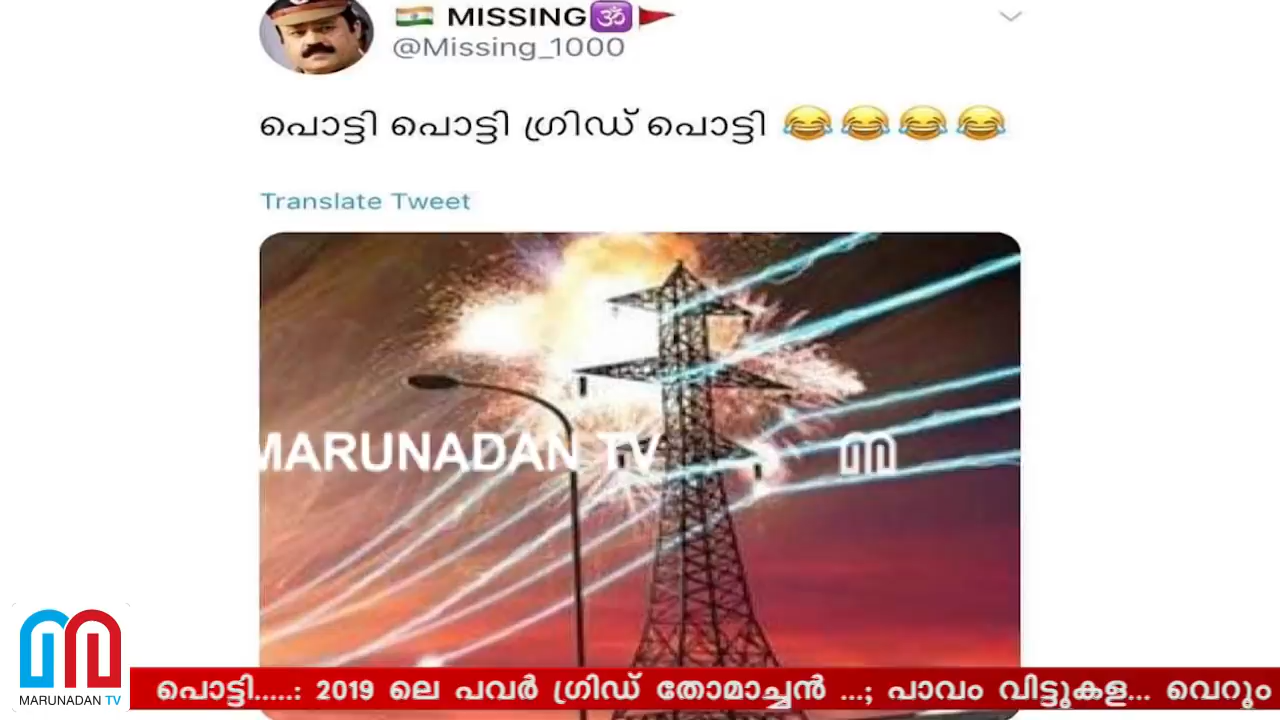 🇮🇳 MISSING🕉️🚩
@Missing_1000
പൊട്ടി പൊട്ടി ഗ്രിഡ് പൊട്ടി 😂😂😂😂
Translate Tweet
MARUNADAN TV
MARUNADAN TV
പൊട്ടി.....: 2019 ലെ പവർ ഗ്രിഡ് തോമാച്ചൻ ...; പാവം വിട്ടുകള... വെറും